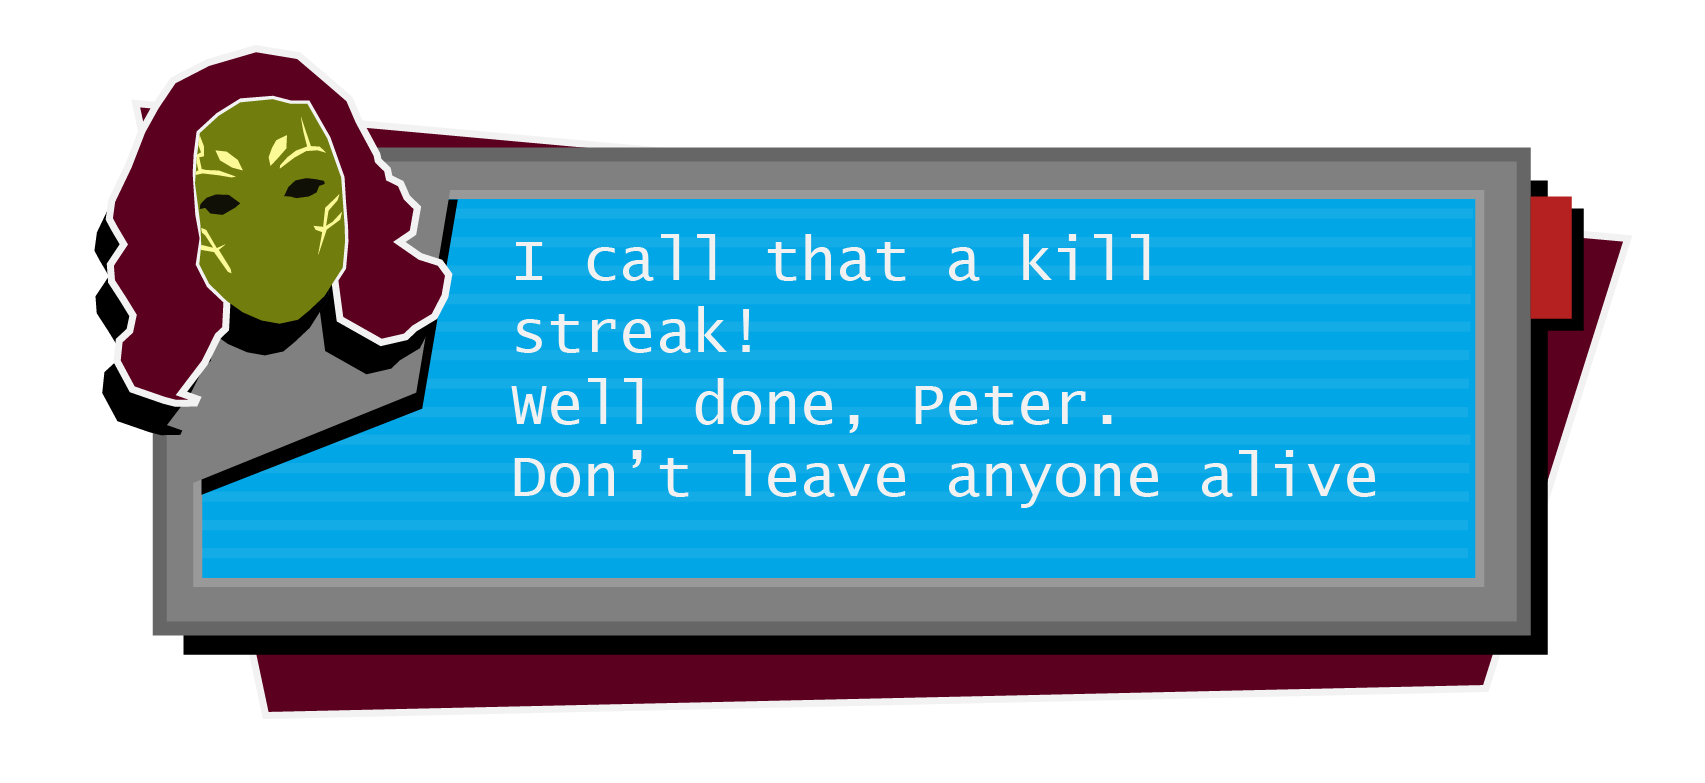 I call that a kill
streak!
Well done, Peter.
Don’t leave anyone alive